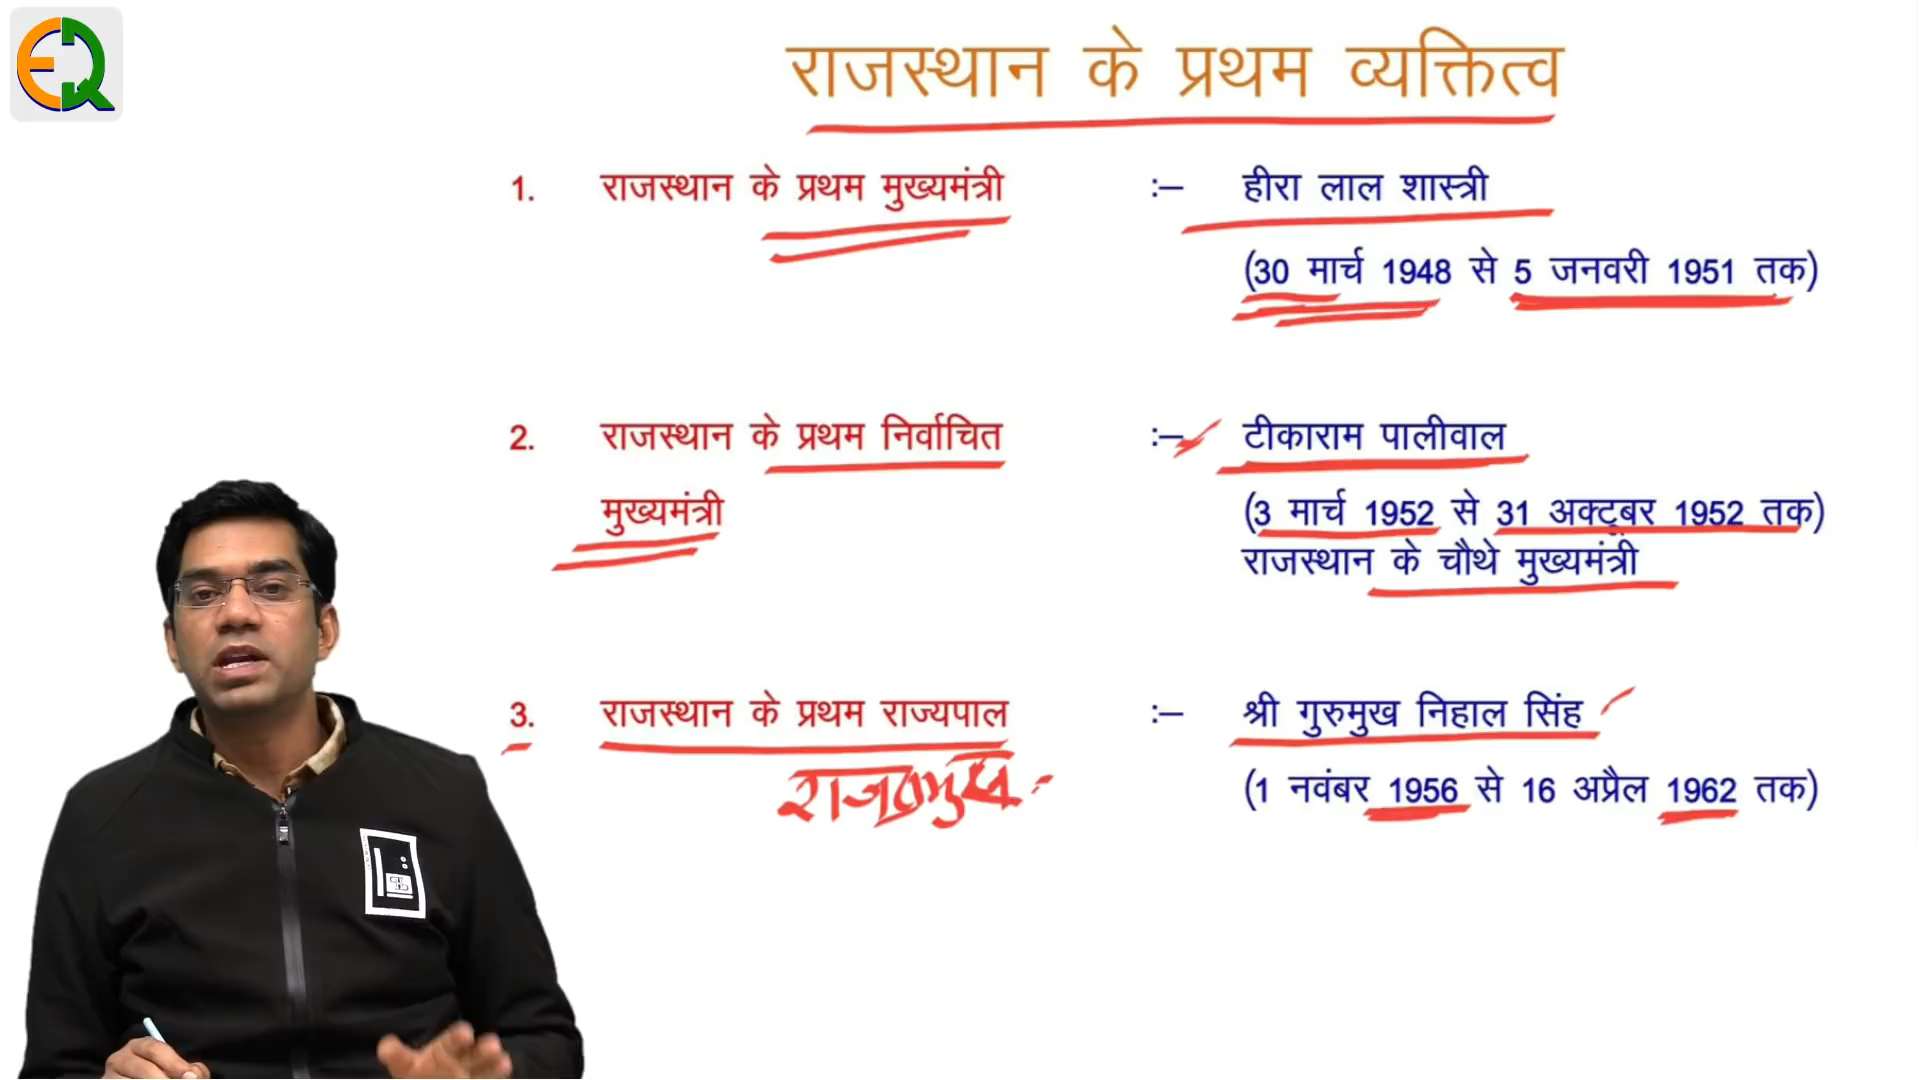 EQ
राजस्थान के प्रथम व्यक्तित्व
1. राजस्थान के प्रथम मुख्यमंत्री :– हीरा लाल शास्त्री
(30 मार्च 1948 से 5 जनवरी 1951 तक)
2. राजस्थान के प्रथम निर्वाचित :– टीकाराम पालीवाल
मुख्यमंत्री (3 मार्च 1952 से 31 अक्टूबर 1952 तक)
राजस्थान के चौथे मुख्यमंत्री
3. राजस्थान के प्रथम राज्यपाल :– श्री गुरुमुख निहाल सिंह
राजप्रमुख :-
(1 नवंबर 1956 से 16 अप्रैल 1962 तक)